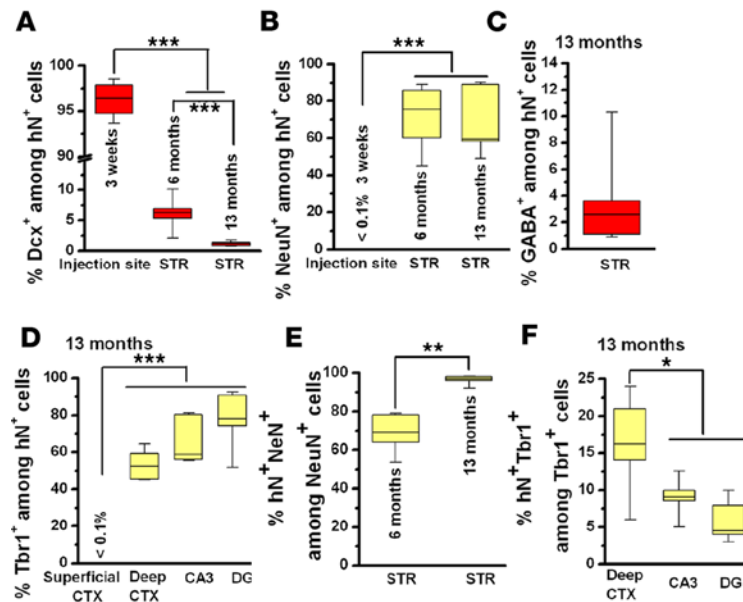 A
***
***
% Dcx+ among hN+ cells
100
95
90
10
5
0
3 weeks
6 months
13 months
Injection site STR STR
B
***
% NeuN+ among hN+ cells
100
80
60
40
20
0
< 0.1% 3 weeks
6 months
13 months
Injection site STR STR
C 13 months
% GABA+ among hN+ cells
14
12
10
8
6
4
2
0
STR
D 13 months
***
% Tbr1+ among hN+ cells
100
80
60
40
20
0
< 0.1%
Superficial CTX
Deep CTX
CA3
DG
E
**
% hN+NeN+
among NeuN+ cells
100
80
60
40
20
0
6 months
13 months
STR STR
F 13 months
*
% hN+Tbr1+
among Tbr1+ cells
25
20
15
10
5
0
Deep CTX
CA3
DG